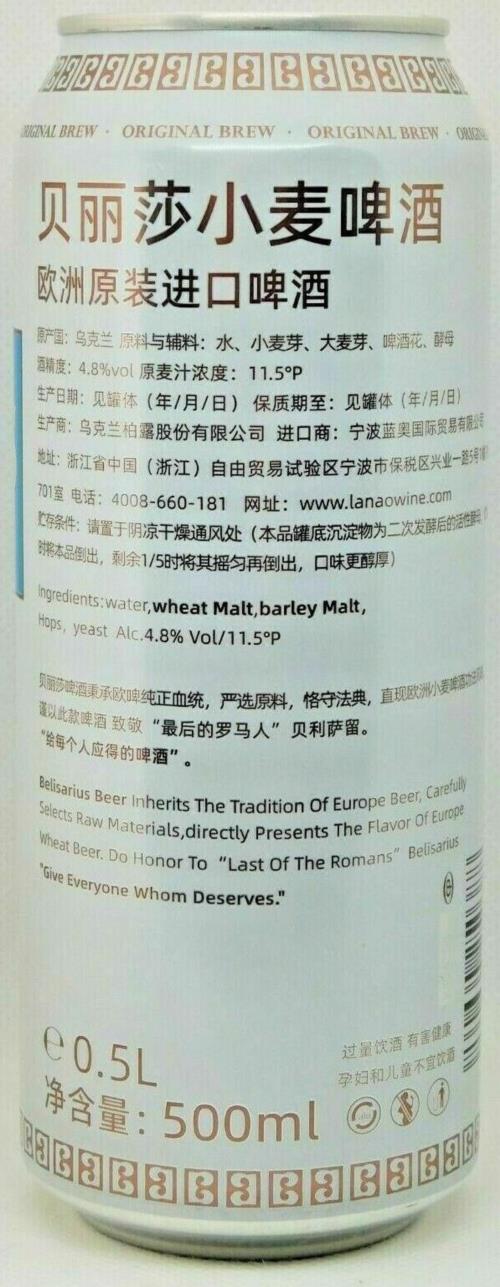 ORIGINAL BREW · ORIGINAL BREW · ORIGINAL BREW ·
贝丽莎小麦啤酒
欧洲原装进口啤酒
原产国：乌克兰 原料与辅料：水、小麦芽、大麦芽、啤酒花、酵母
酒精度：4.8%vol 原麦汁浓度：11.5°P
生产日期：见罐体（年/月/日） 保质期至：见罐体（年/月/日）
生产商：乌克兰柏露股份有限公司 进口商：宁波蓝奥国际贸易有限公司
地址：浙江省中国（浙江）自由贸易试验区宁波市保税区兴业一路5号
701室 电话：4008-660-181 网址：www.lanaowine.com
贮存条件：请置于阴凉干燥通风处（本品罐底沉淀物为二次发酵后的活性酵母
时将本品倒出，剩余1/5时将其摇匀再倒出，口味更醇厚）
Ingredients:water,wheat Malt,barley Malt,
Hops, yeast Alc.4.8% Vol/11.5°P
贝丽莎啤酒秉承欧啤纯正血统，严选原料，恪守法典，直现欧洲小麦啤酒
谨以此款啤酒 致敬“最后的罗马人”贝利萨留。
“给每个人应得的啤酒”。
Belisarius Beer Inherits The Tradition Of Europe Beer, Carefully
Selects Raw Materials,directly Presents The Flavor Of Europe
Wheat Beer. Do Honor To “Last Of The Romans” Belisarius
"Give Everyone Whom Deserves."
℮ 0.5L
净含量：500ml
过量饮酒 有害健康
孕妇和儿童不宜饮酒